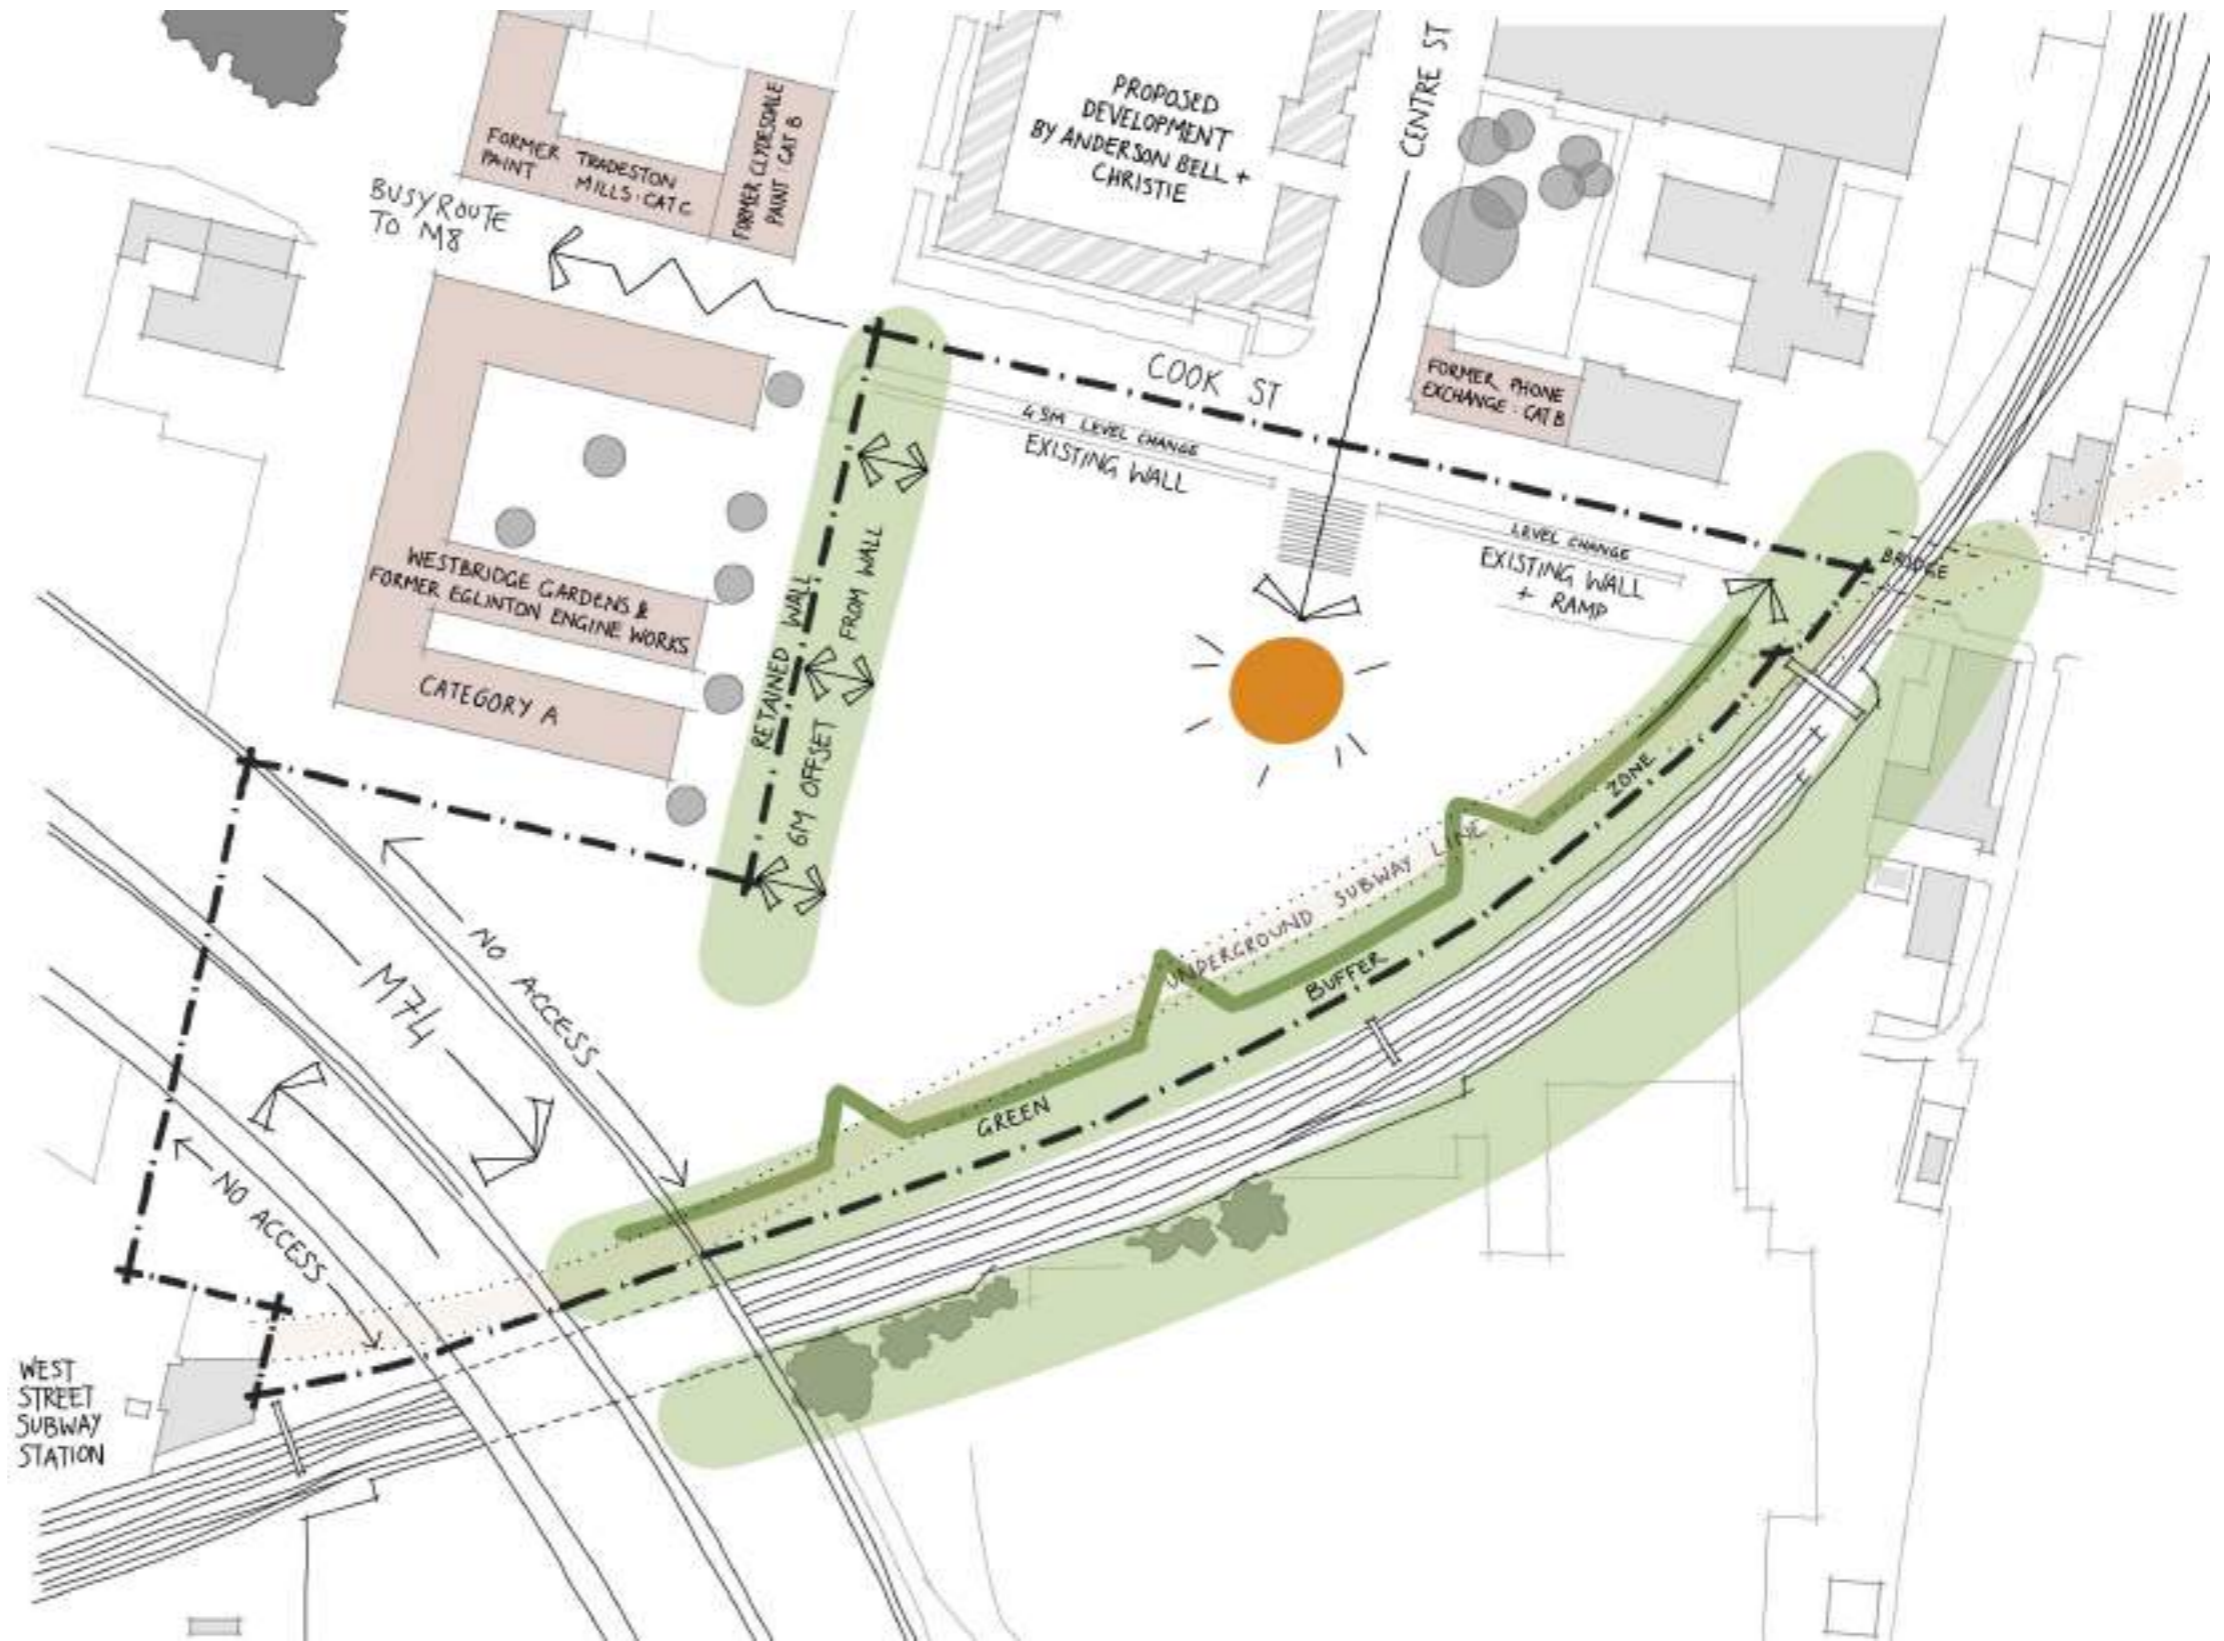 PROPOSED
DEVELOPMENT
BY ANDERSON BELL +
CHRISTIE
CENTRE ST
FORMER TRADESTON
PAINT MILLS · CAT C
FORMER CLYDESDALE
PAINT · CAT B
BUSY ROUTE
TO M8
COOK ST
4.5M LEVEL CHANGE
EXISTING WALL
FORMER PHONE
EXCHANGE · CAT B
LEVEL CHANGE
EXISTING WALL
+ RAMP
BRIDGE
WESTBRIDGE GARDENS &
FORMER EGLINTON ENGINE WORKS
CATEGORY A
RETAINED WALL
6M OFFSET FROM WALL
NO ACCESS
M74
NO ACCESS
UNDERGROUND SUBWAY LINE
GREEN BUFFER ZONE
WEST
STREET
SUBWAY
STATION